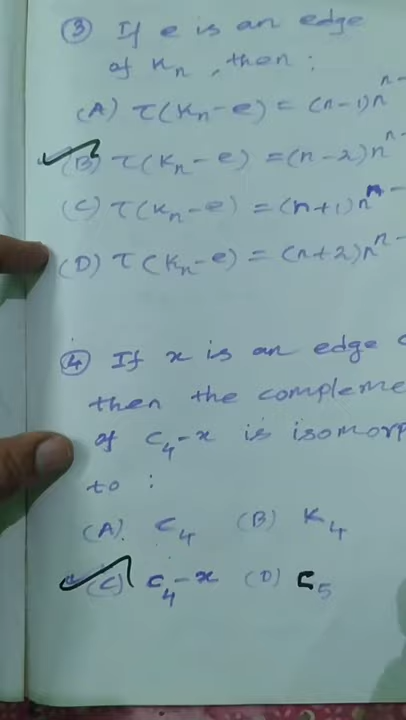 ③ If e is an edge
of Kn, then :
(A) τ(Kn-e) = (n-1)n^n-
(B) τ(Kn-e) = (n-2)n^n-
(C) τ(Kn-e) = (n+1)n^n-
(D) τ(Kn-e) = (n+2)n^n-
④ If x is an edge
then the compleme
of C4-x is isomorp
to :
(A) C4 (B) K4
(C) C4-x (D) C5